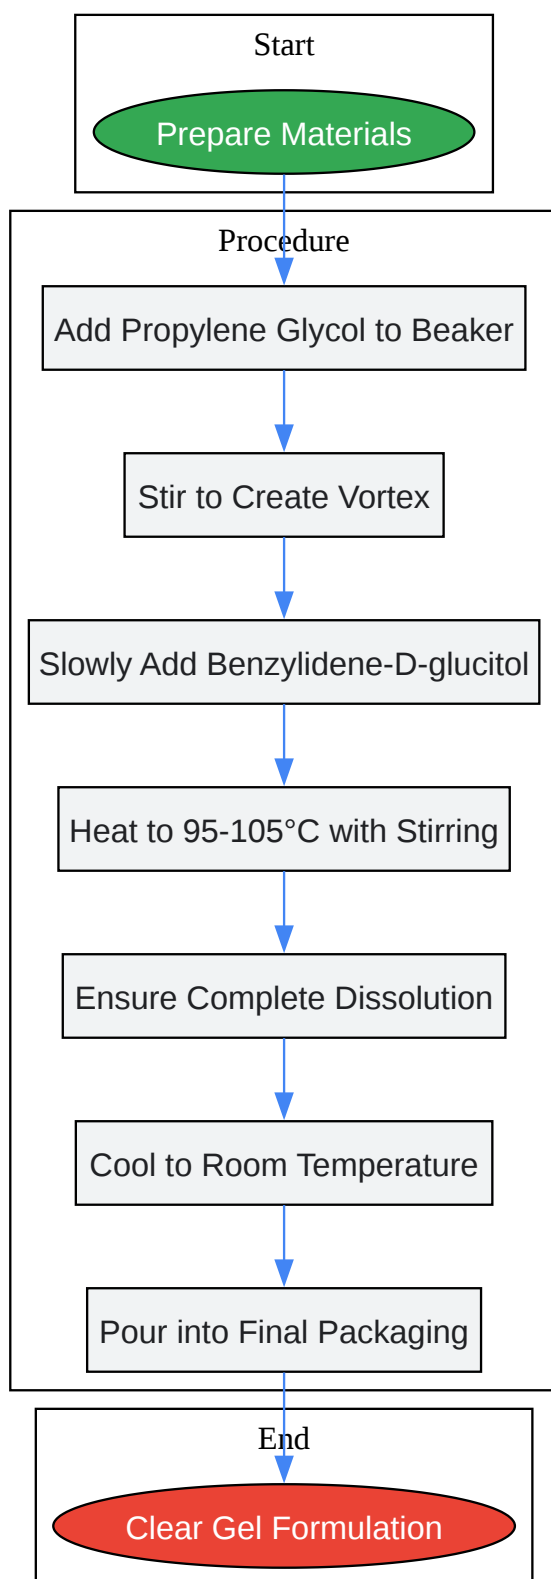 Start
Prepare Materials
Procedure
Add Propylene Glycol to Beaker
Stir to Create Vortex
Slowly Add Benzylidene-D-glucitol
Heat to 95-105°C with Stirring
Ensure Complete Dissolution
Cool to Room Temperature
Pour into Final Packaging
End
Clear Gel Formulation